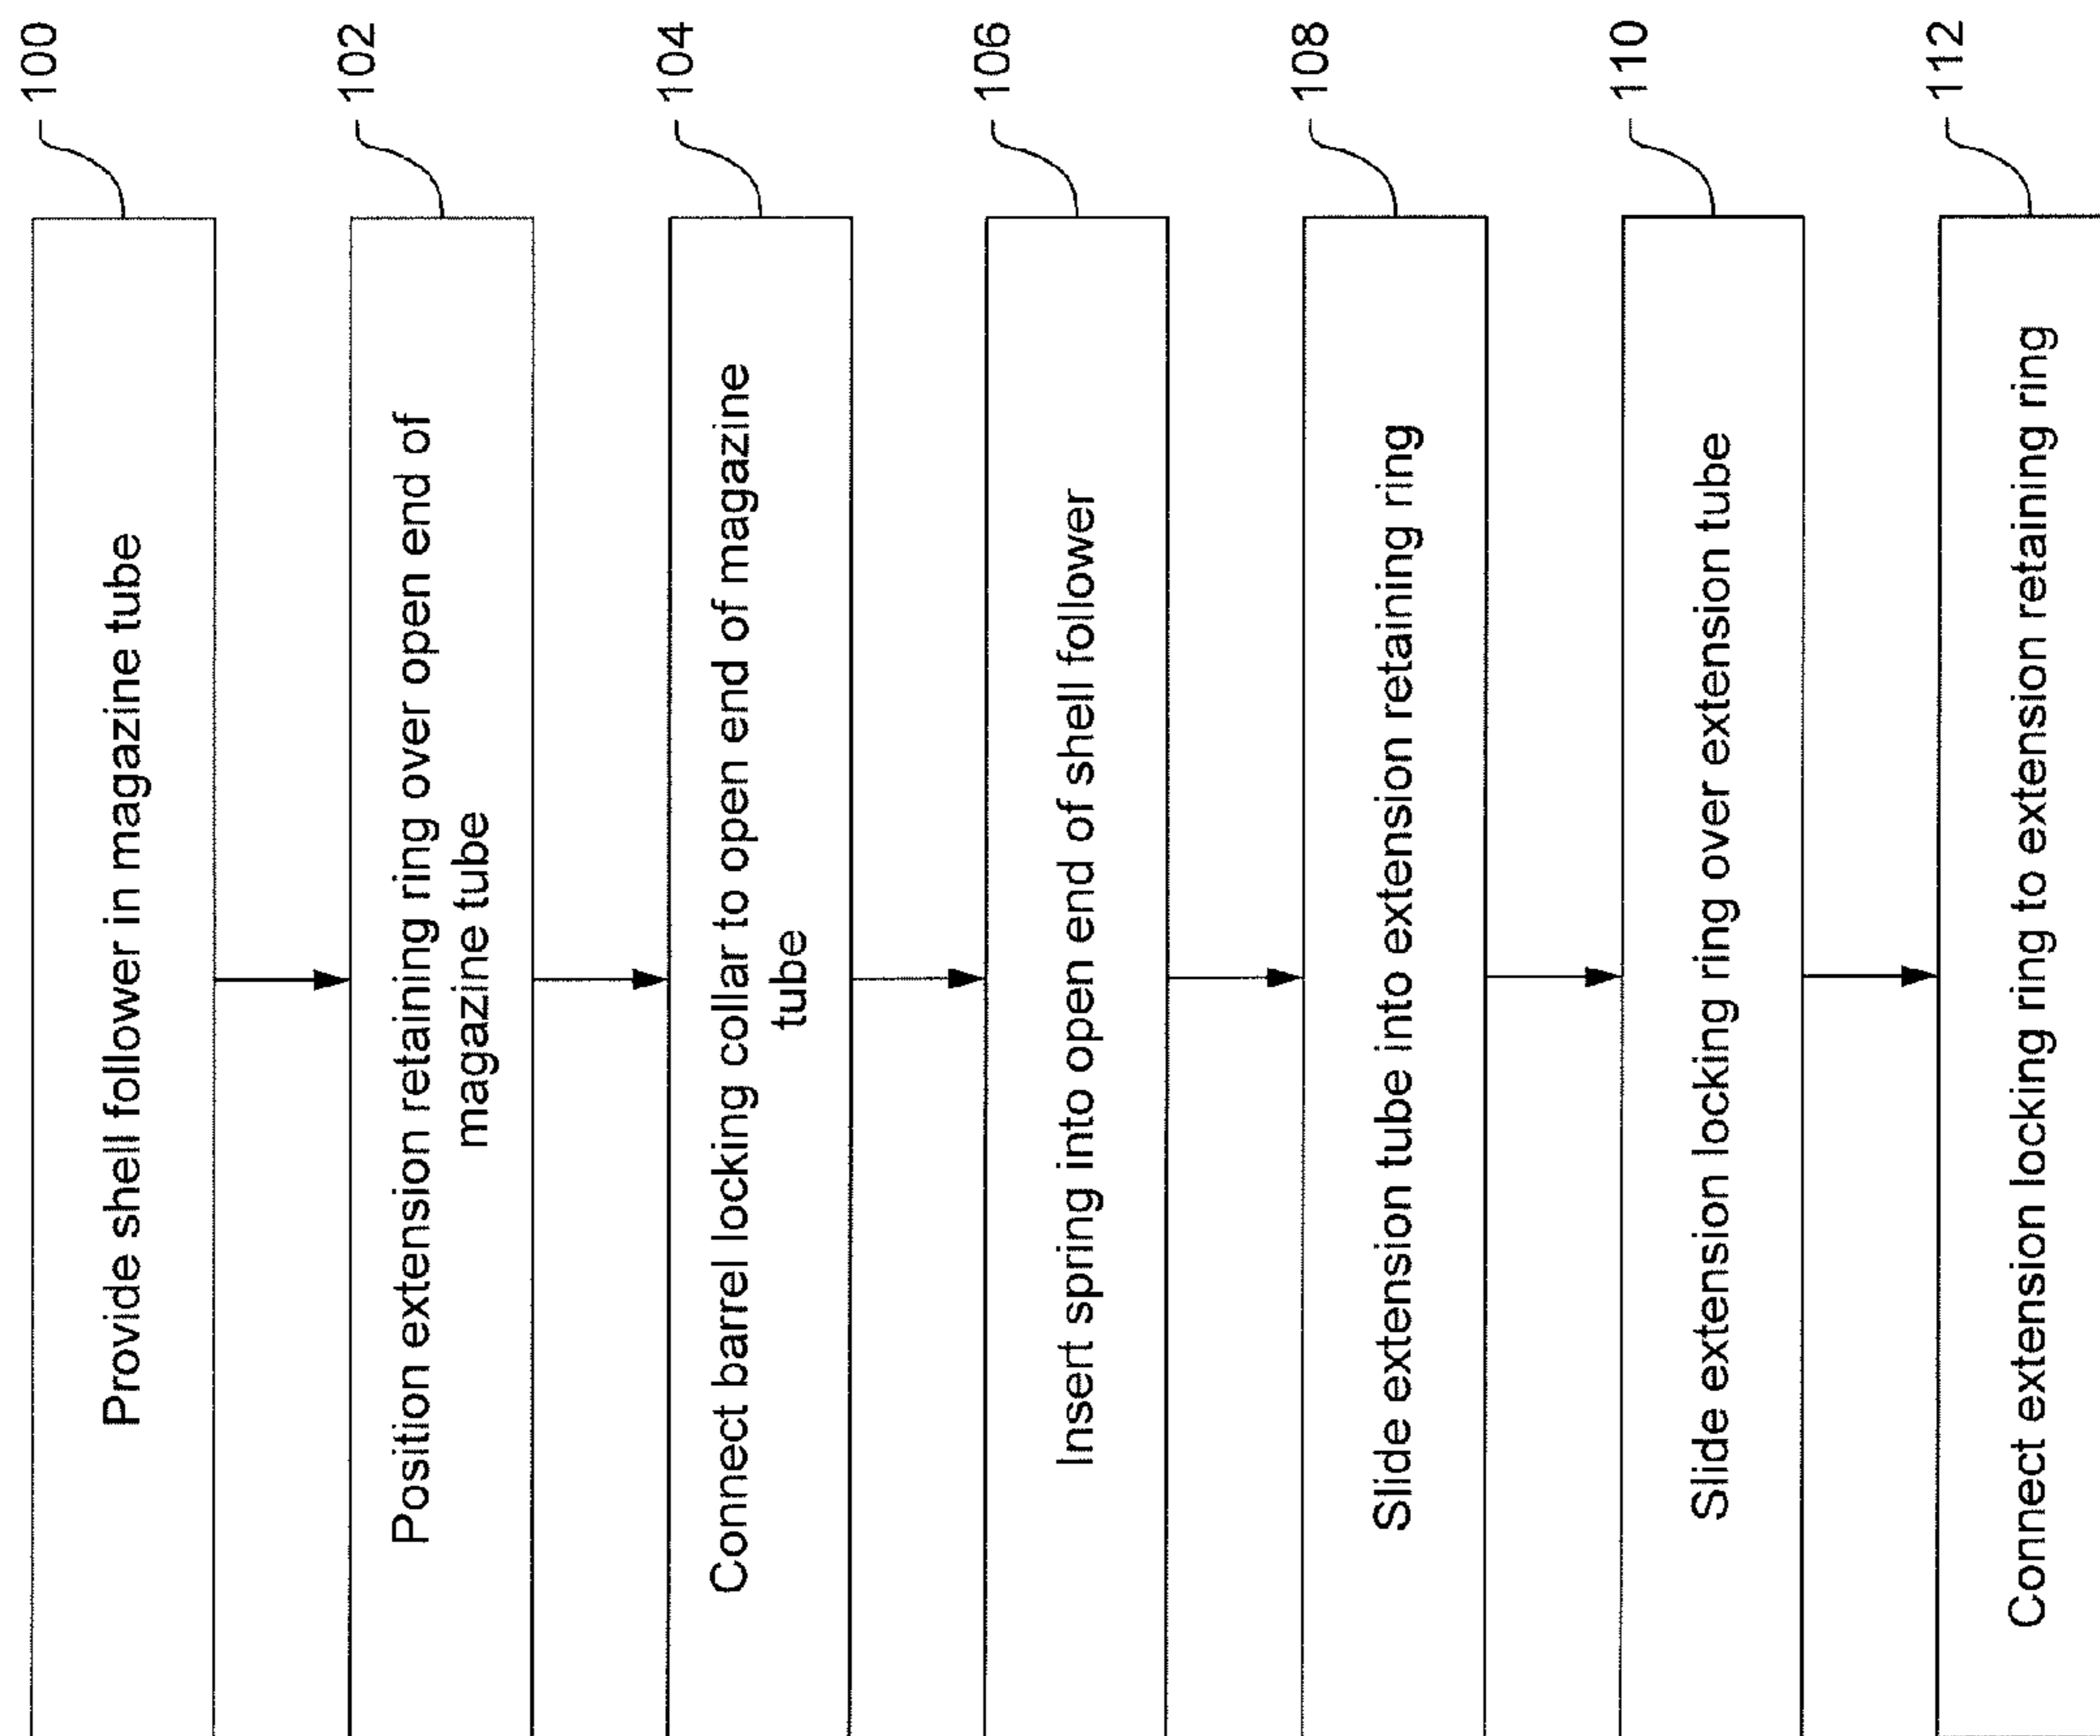 100
Provide shell follower in magazine tube
102
Position extension retaining ring over open end of
magazine tube
104
Connect barrel locking collar to open end of magazine
tube
106
Insert spring into open end of shell follower
108
Slide extension tube into extension retaining ring
110
Slide extension locking ring over extension tube
112
Connect extension locking ring to extension retaining ring